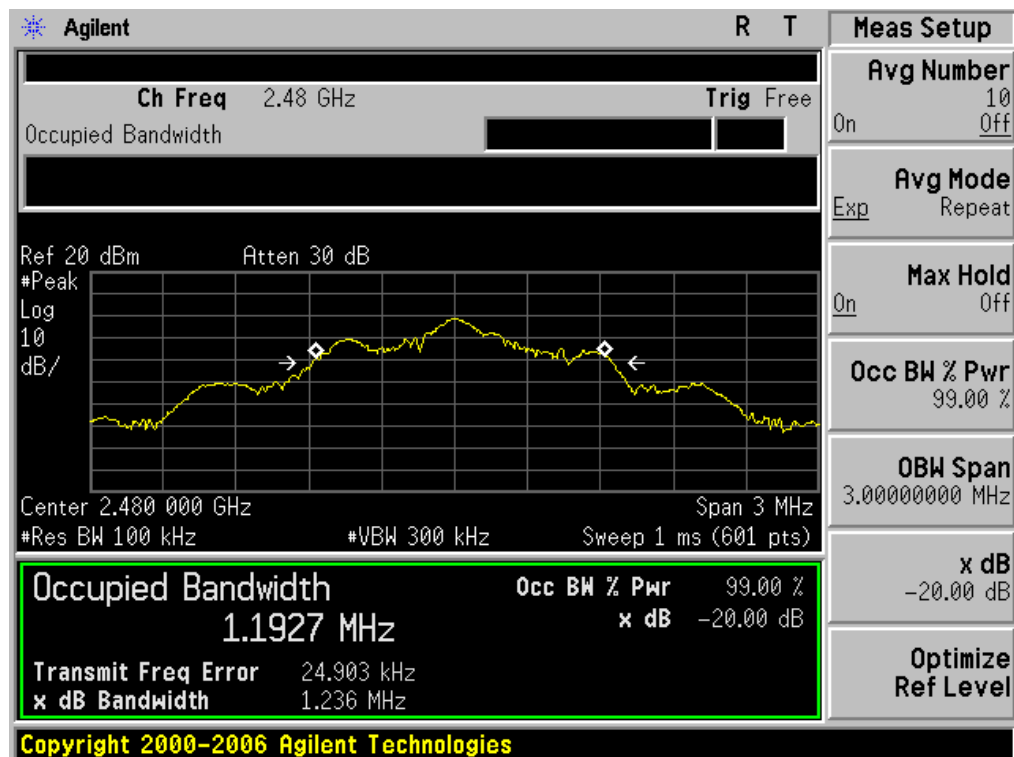 Agilent R T
Meas Setup
Ch Freq 2.48 GHz Trig Free
Occupied Bandwidth
Ref 20 dBm Atten 30 dB
#Peak
Log
10
dB/
Center 2.480 000 GHz Span 3 MHz
#Res BW 100 kHz #VBW 300 kHz Sweep 1 ms (601 pts)
Occupied Bandwidth Occ BW % Pwr 99.00 %
1.1927 MHz x dB -20.00 dB
Transmit Freq Error 24.903 kHz
x dB Bandwidth 1.236 MHz
Avg Number
10
On Off
Avg Mode
Exp Repeat
Max Hold
On Off
Occ BW % Pwr
99.00 %
OBW Span
3.00000000 MHz
x dB
-20.00 dB
Optimize
Ref Level
Copyright 2000-2006 Agilent Technologies